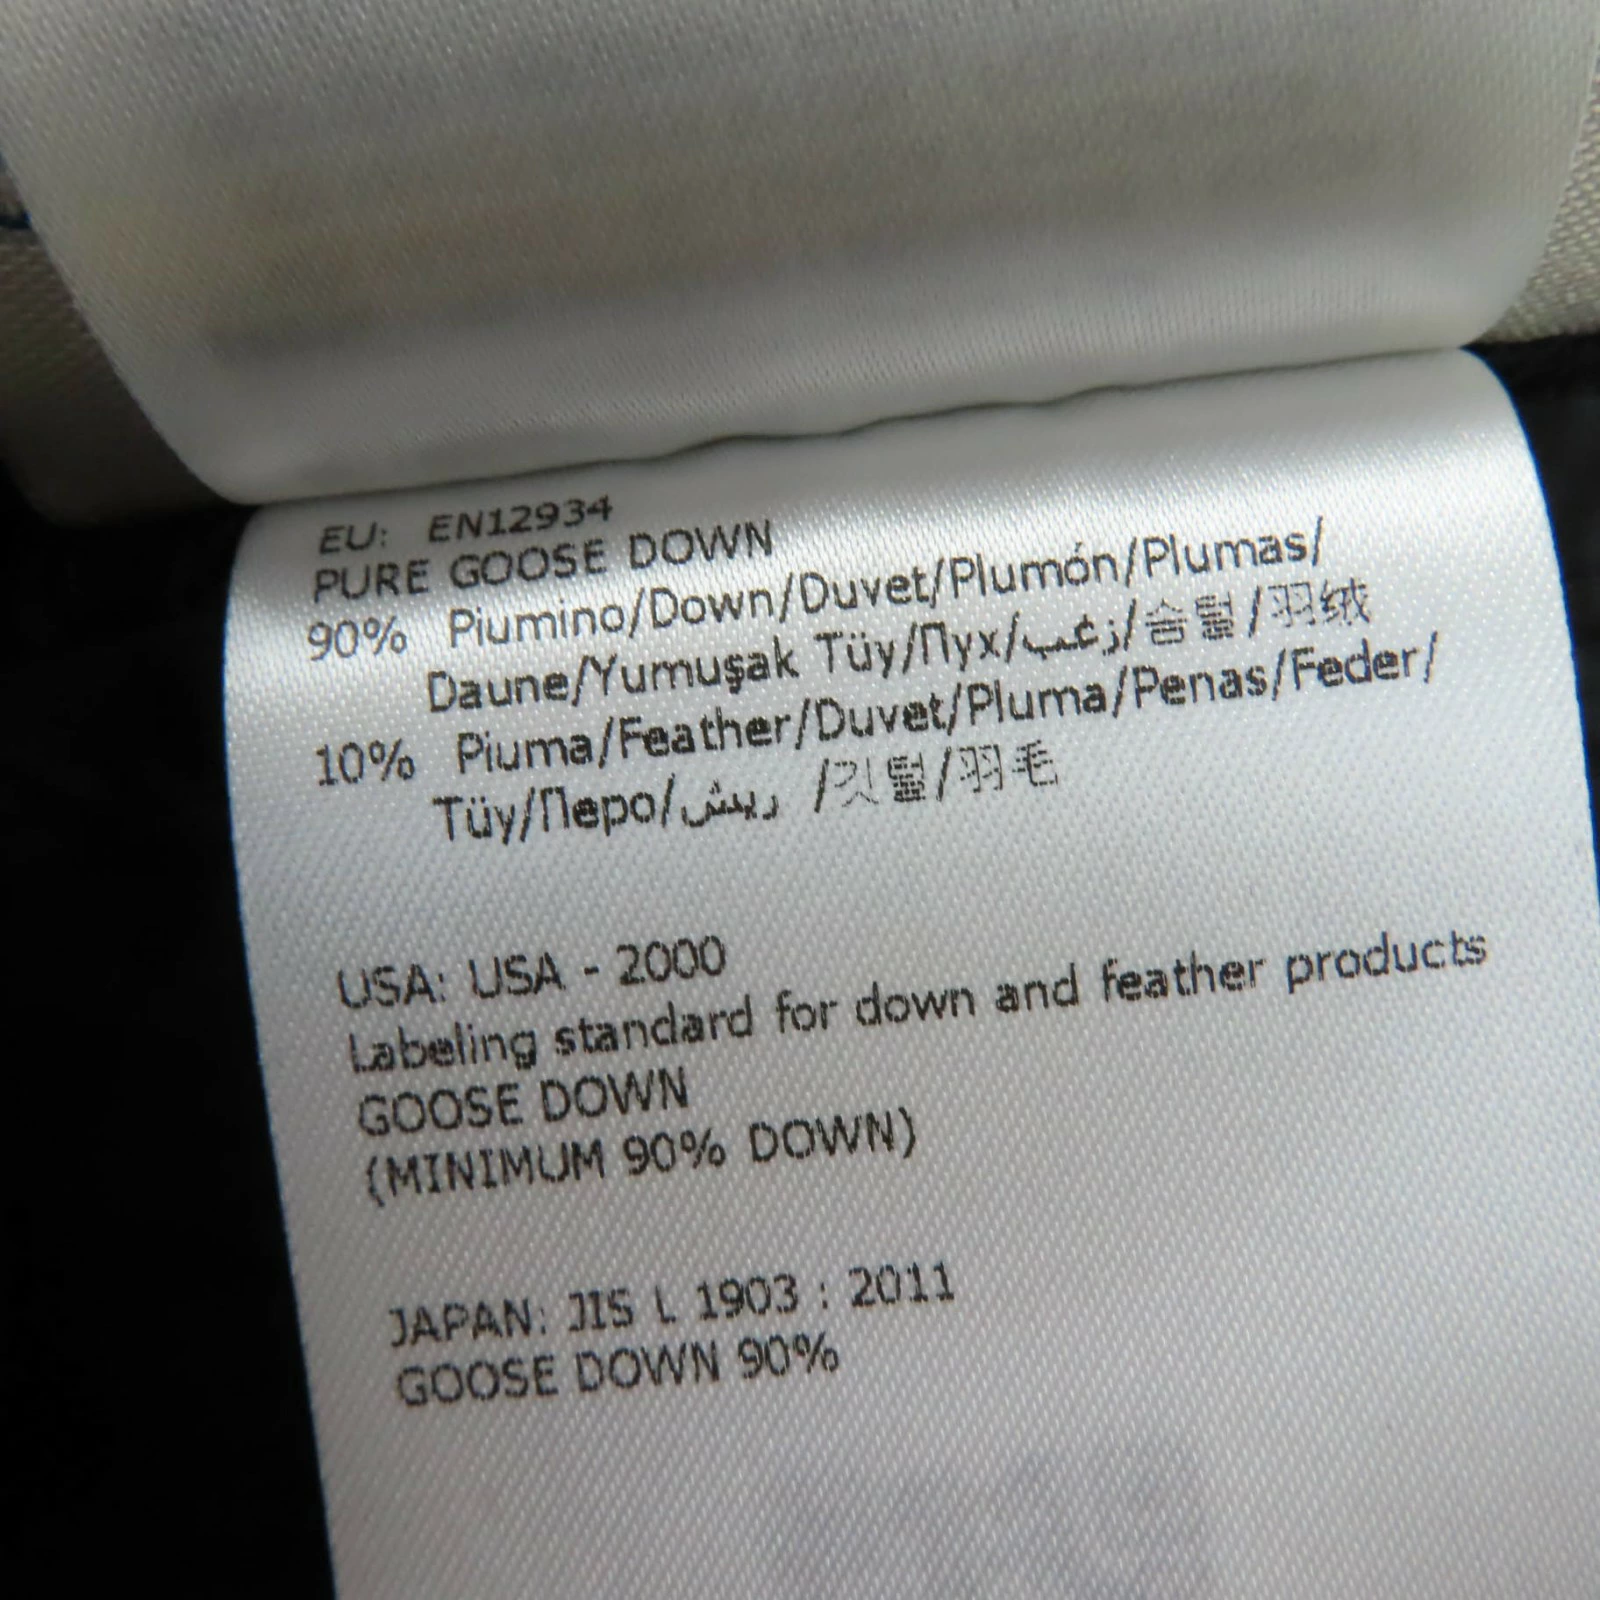 EU: EN12934
PURE GOOSE DOWN
90% Piumino/Down/Duvet/Plumón/Plumas/
Daune/Yumuşak Tüy/Пух/زغب/솜털/羽绒
10% Piuma/Feather/Duvet/Pluma/Penas/Feder/
Tüy/Перо/ريش /깃털/羽毛
USA: USA - 2000
Labeling standard for down and feather products
GOOSE DOWN
(MINIMUM 90% DOWN)
JAPAN: JIS L 1903 : 2011
GOOSE DOWN 90%